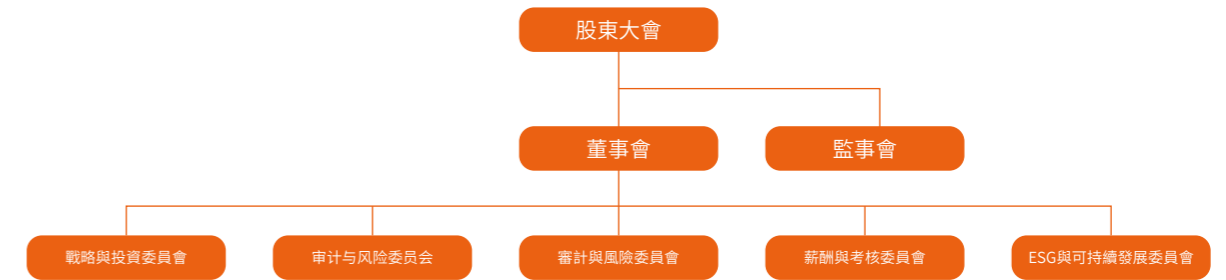 股東大會
董事會
監事會
戰略與投資委員會
审计与风险委员会
審計與風險委員會
薪酬與考核委員會
ESG與可持續發展委員會